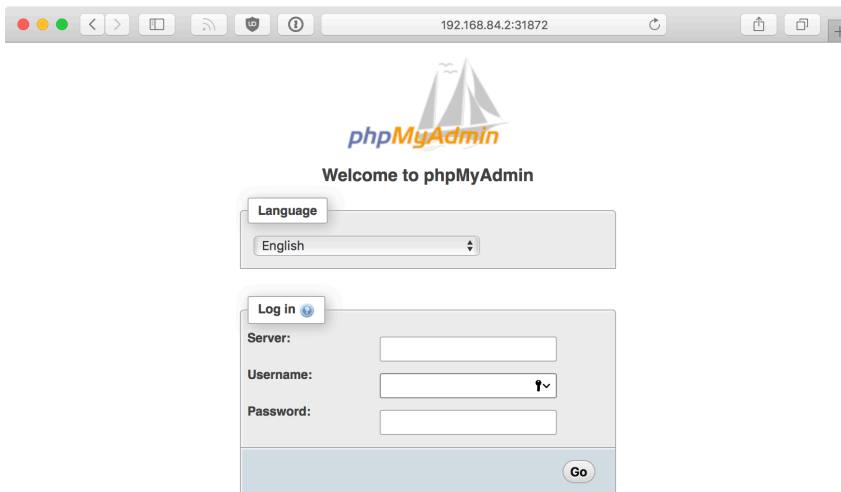 192.168.84.2:31872
phpMyAdmin
Welcome to phpMyAdmin
Language
English
Log in
Server:
Username:
Password:
Go